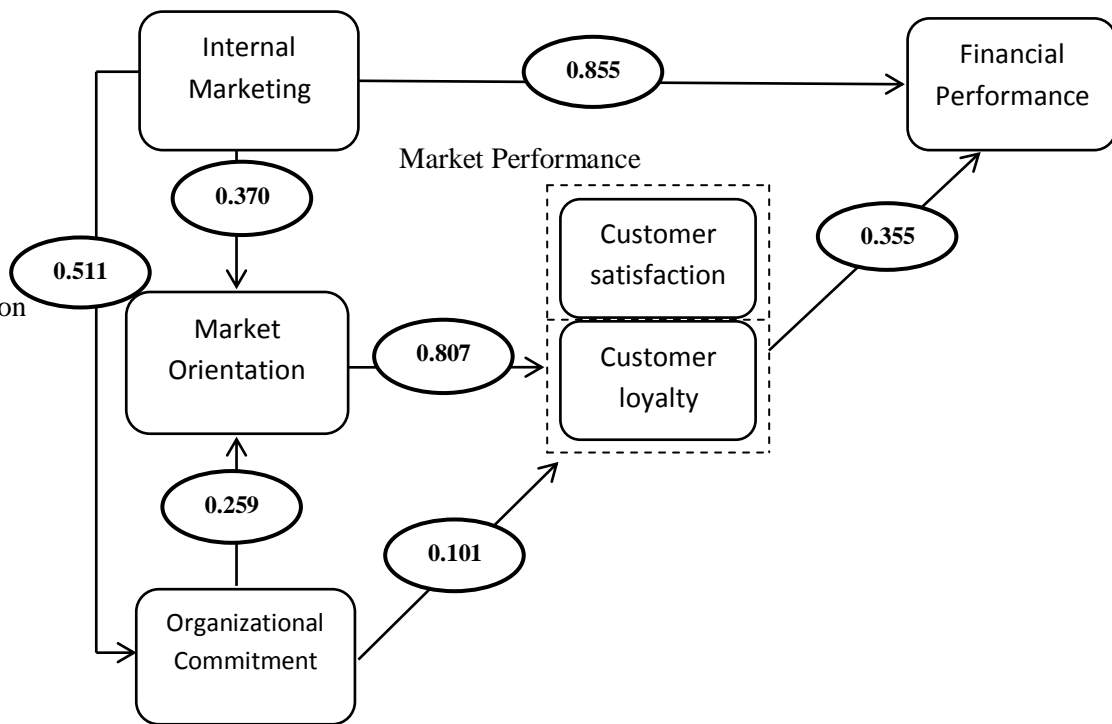 Internal
Marketing
0.855
Financial
Performance
Market Performance
0.370
Customer
satisfaction
0.355
0.511
on
Market
Orientation
0.807
Customer
loyalty
0.259
0.101
Organizational
Commitment